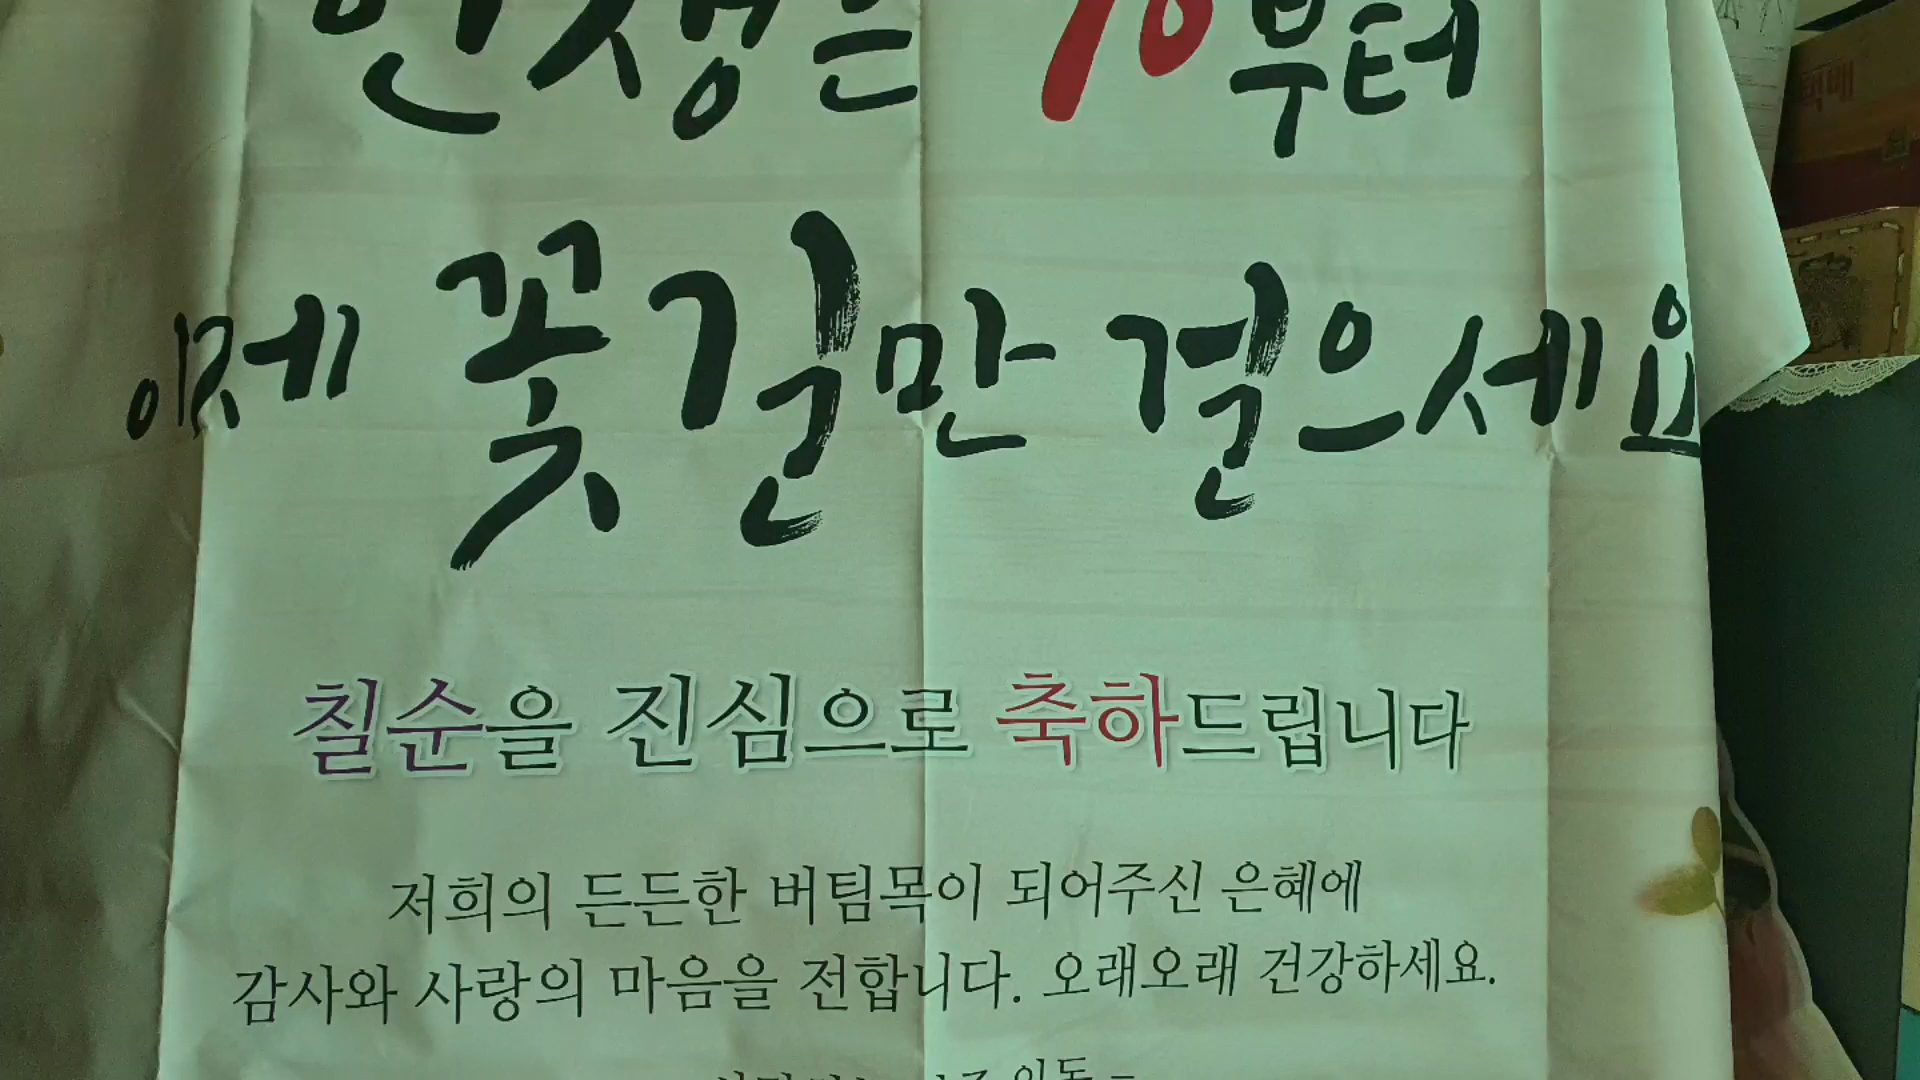 인생은 70부터
이제 꽃길만 걸으세요
칠순을 진심으로 축하드립니다
저희의 든든한 버팀목이 되어주신 은혜에
감사와 사랑의 마음을 전합니다. 오래오래 건강하세요.